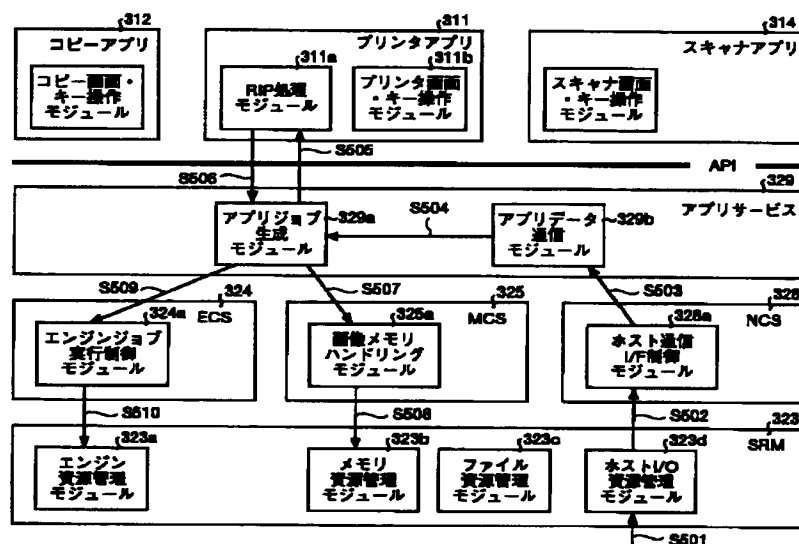 312
コピーアプリ
コピー画面・
キー操作
モジュール
311
プリンタアプリ
311a
RIP処理
モジュール
311b
プリンタ画面
・キー操作
モジュール
314
スキャナアプリ
スキャナ画面
・キー操作
モジュール
S505
S506
API
329
アプリサービス
アプリジョブ
生成
モジュール
329a
S504
アプリデータ
通信
モジュール
329b
S509
S507
S503
324
ECS
324a
エンジンジョブ
実行制御
モジュール
325
MCS
325a
画像メモリ
ハンドリング
モジュール
326
NCS
326a
ホスト通信
I/F制御
モジュール
S510
S508
S502
323
SRM
323a
エンジン
資源管理
モジュール
323b
メモリ
資源管理
モジュール
323c
ファイル
資源管理
モジュール
323d
ホストI/O
資源管理
モジュール
S501